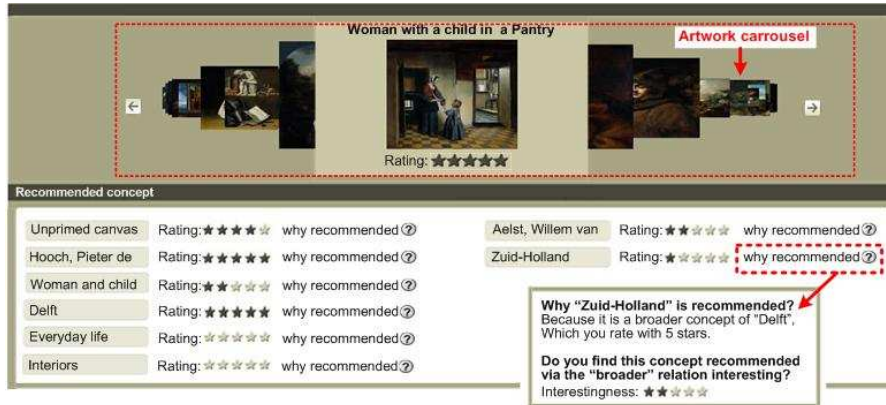 Woman with a child in a Pantry
Artwork carrousel
Rating:
Recommended concept
Unprimed canvas Rating: why recommended ?
Hooch, Pieter de Rating: why recommended ?
Woman and child Rating: why recommended ?
Delft Rating: why recommended ?
Everyday life Rating: why recommended ?
Interiors Rating: why recommended ?
Aelst, Willem van Rating: why recommended ?
Zuid-Holland Rating: why recommended ?
Why “Zuid-Holland” is recommended?
Because it is a broader concept of ”Delft”,
Which you rate with 5 stars.
Do you find this concept recommended
via the “broader” relation interesting?
Interestingness: